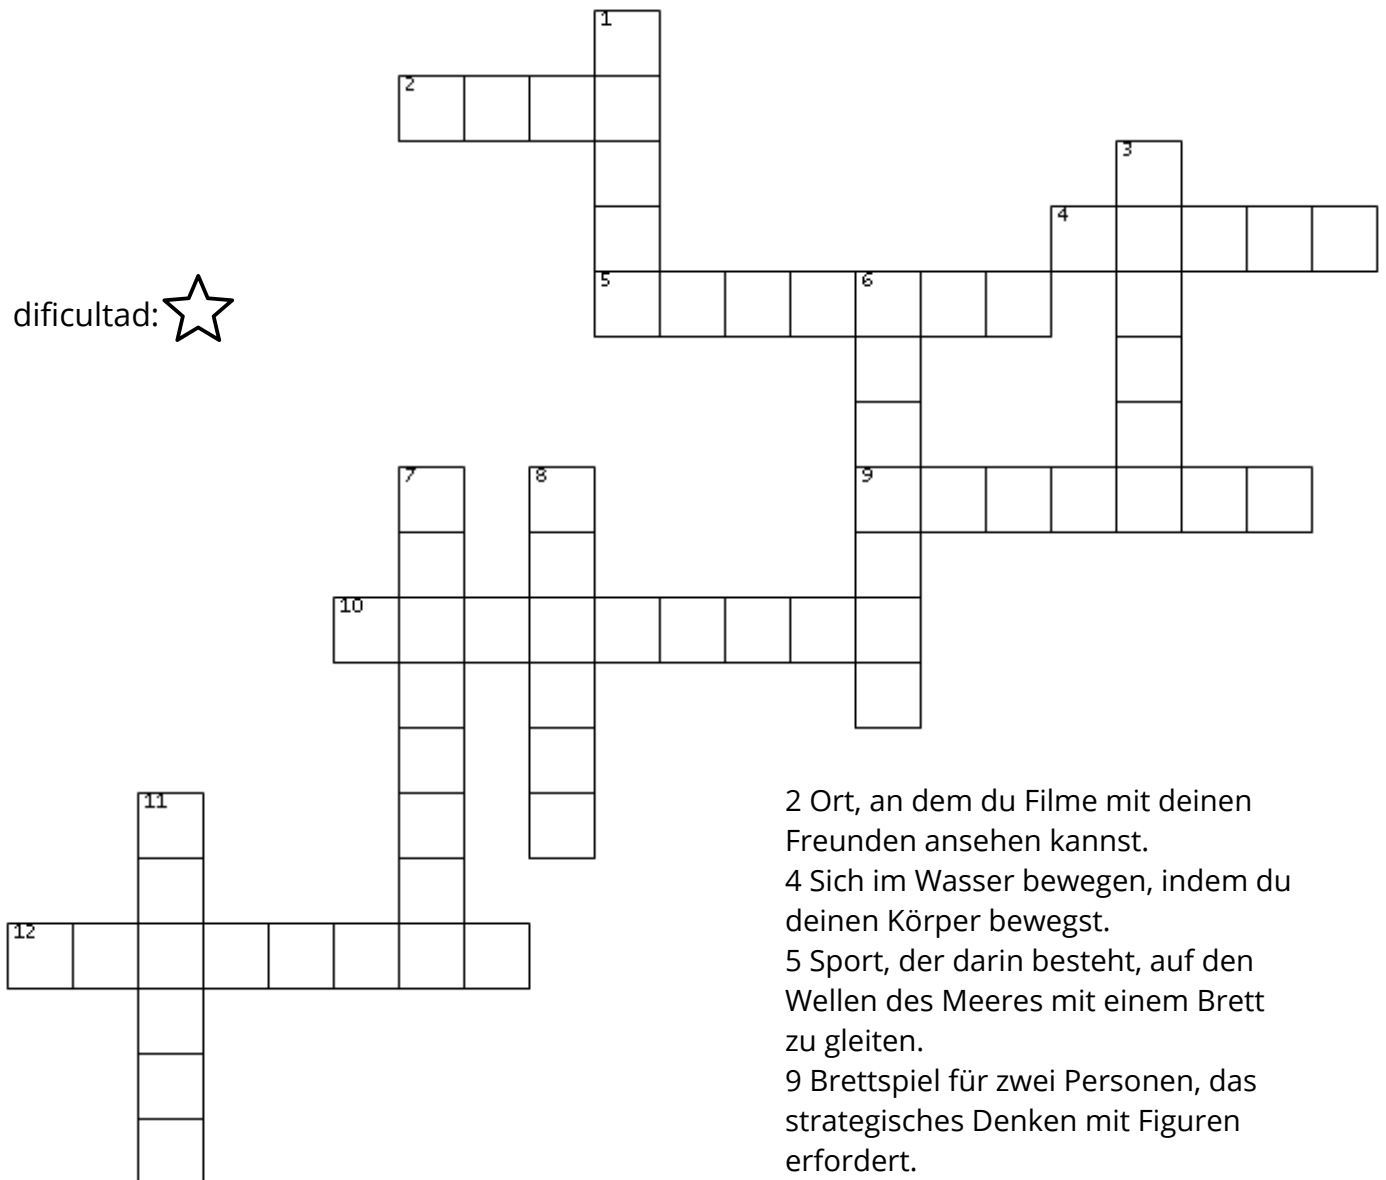 1
2
3
4
dificultad:
5
6
7
8
9
10
11
12
2 Ort, an dem du Filme mit deinen
Freunden ansehen kannst.
4 Sich im Wasser bewegen, indem du
deinen Körper bewegst.
5 Sport, der darin besteht, auf den
Wellen des Meeres mit einem Brett
zu gleiten.
9 Brettspiel für zwei Personen, das
strategisches Denken mit Figuren
erfordert.